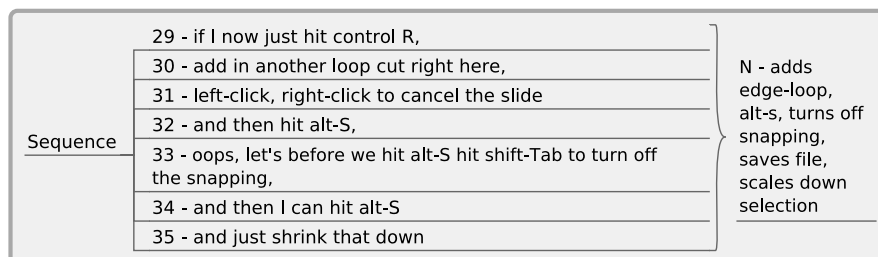 Sequence
29 - if I now just hit control R,
30 - add in another loop cut right here,
31 - left-click, right-click to cancel the slide
32 - and then hit alt-S,
33 - oops, let's before we hit alt-S hit shift-Tab to turn off
the snapping,
34 - and then I can hit alt-S
35 - and just shrink that down
N - adds
edge-loop,
alt-s, turns off
snapping,
saves file,
scales down
selection